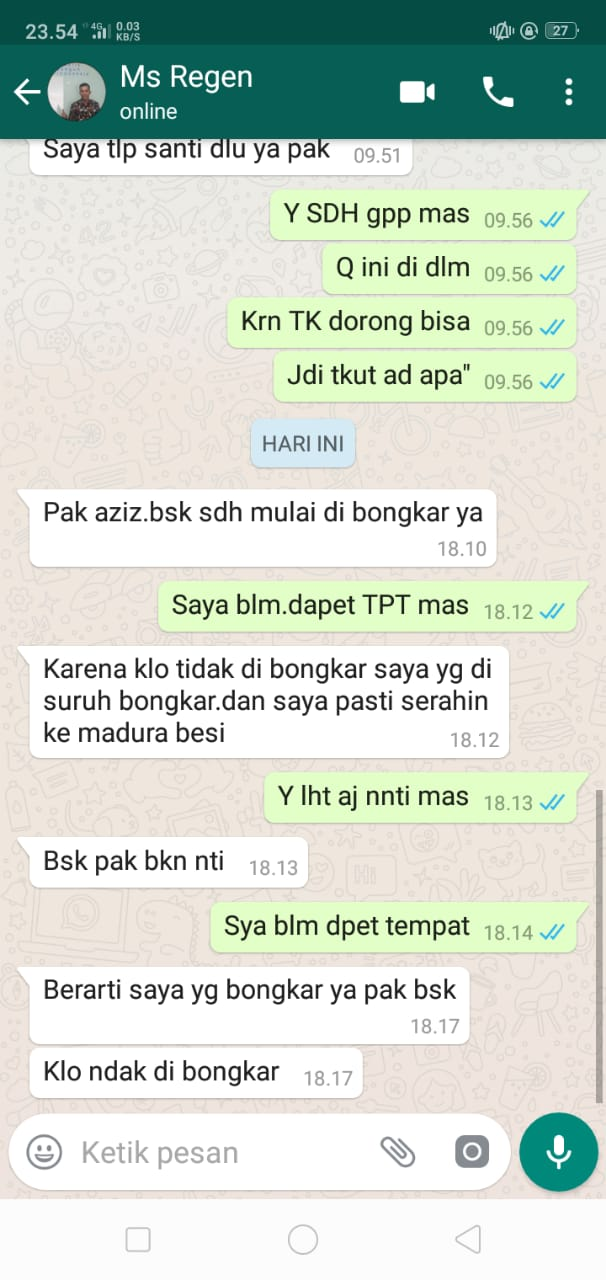 23.54 4G 0.03 KB/S 27
Ms Regen
online
Saya tlp santi dlu ya pak 09.51
Y SDH gpp mas 09.56
Q ini di dlm 09.56
Krn TK dorong bisa 09.56
Jdi tkut ad apa" 09.56
HARI INI
Pak aziz.bsk sdh mulai di bongkar ya
18.10
Saya blm.dapet TPT mas 18.12
Karena klo tidak di bongkar saya yg di
suruh bongkar.dan saya pasti serahin
ke madura besi 18.12
Y lht aj nnti mas 18.13
Bsk pak bkn nti 18.13
Sya blm dpet tempat 18.14
Berarti saya yg bongkar ya pak bsk
18.17
Klo ndak di bongkar 18.17
Ketik pesan